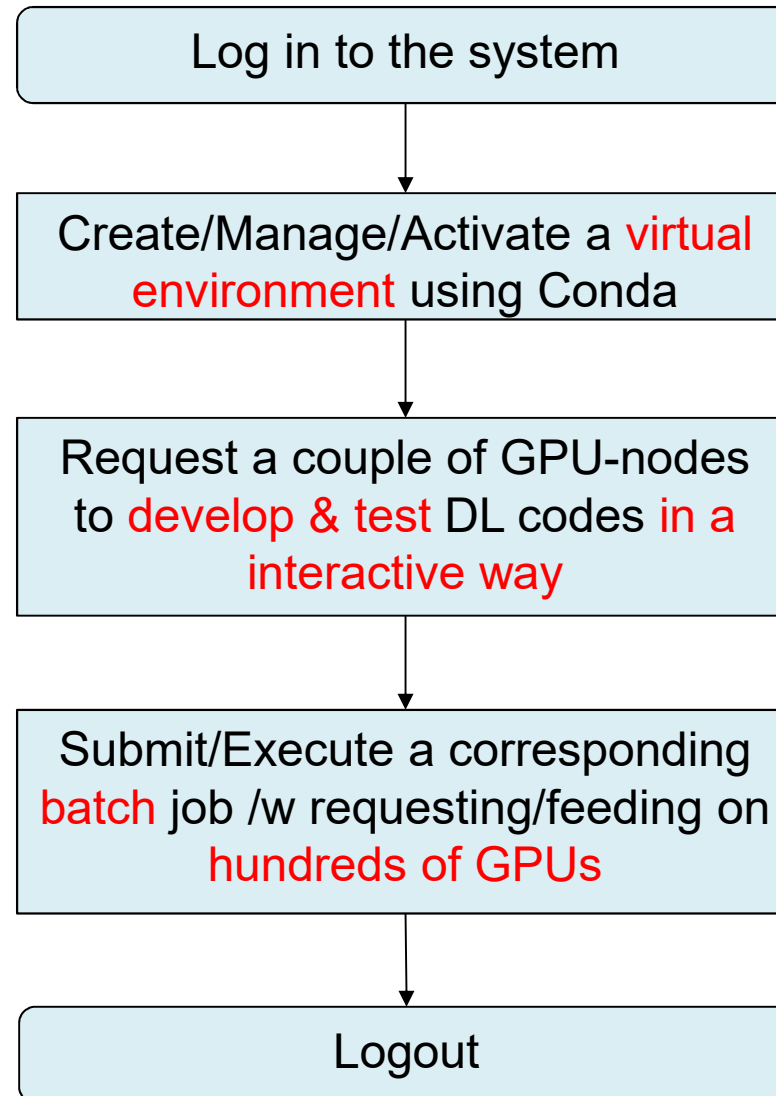 Log in to the system
Create/Manage/Activate a virtual
environment using Conda
Request a couple of GPU-nodes
to develop & test DL codes in a
interactive way
Submit/Execute a corresponding
batch job /w requesting/feeding on
hundreds of GPUs
Logout